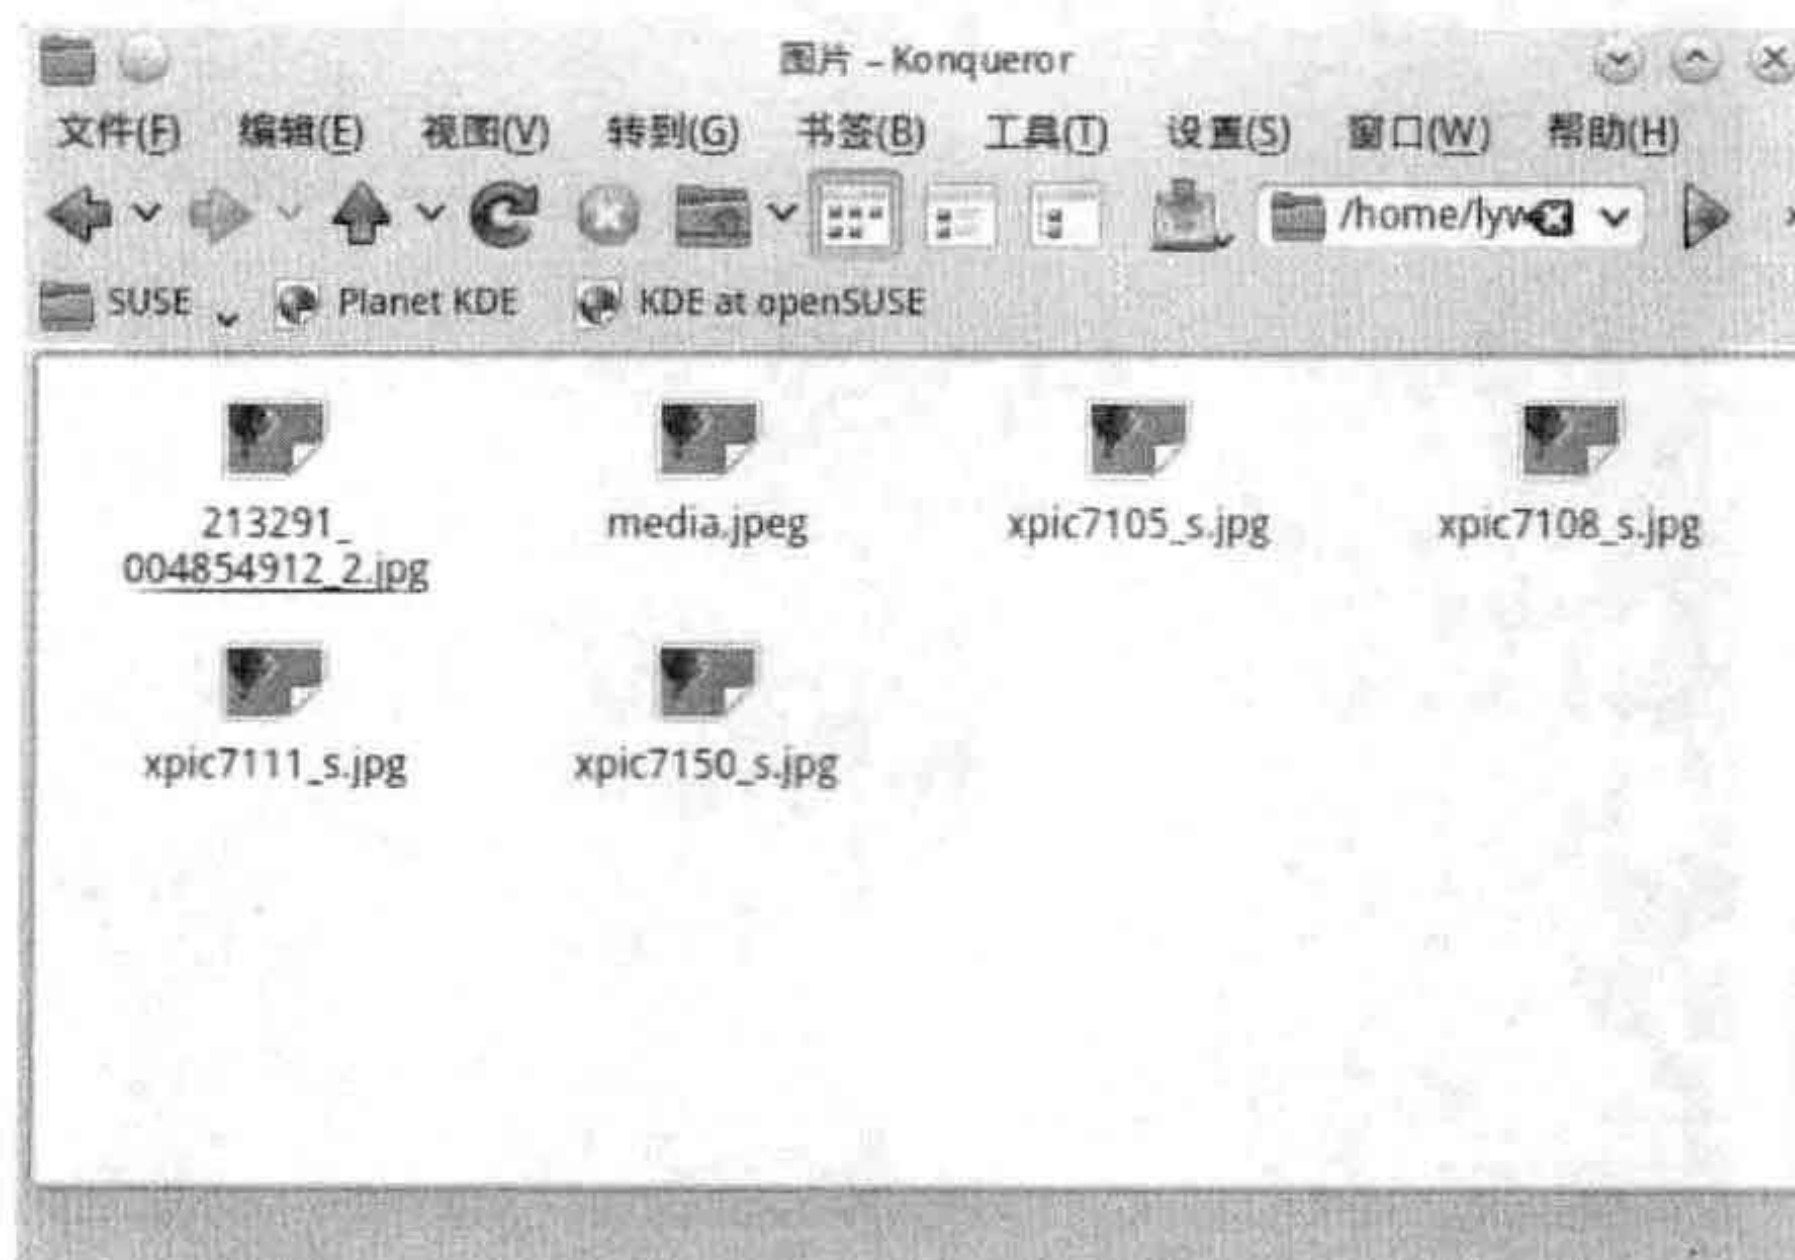 图片 – Konqueror
文件(F) 编辑(E) 视图(V) 转到(G) 书签(B) 工具(T) 设置(S) 窗口(W) 帮助(H)
/home/lyw
SUSE Planet KDE KDE at openSUSE
213291_
004854912_2.jpg
media.jpeg
xpic7105_s.jpg
xpic7108_s.jpg
xpic7111_s.jpg
xpic7150_s.jpg